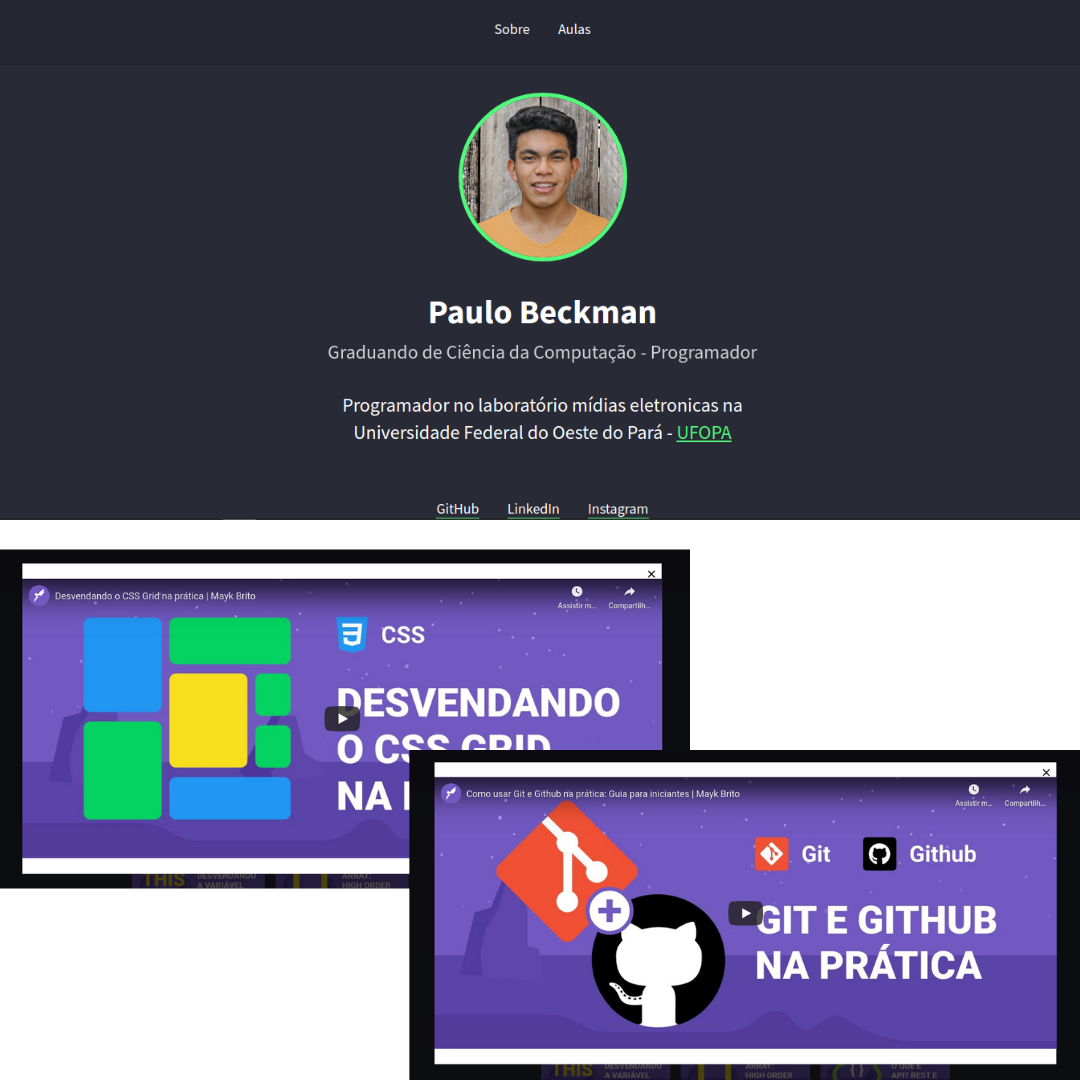 Sobre Aulas
Paulo Beckman
Graduando de Ciência da Computação - Programador
Programador no laboratório mídias eletronicas na
Universidade Federal do Oeste do Pará - UFOPA
GitHub LinkedIn Instagram
Desvendando o CSS Grid na prática | Mayk Brito
Assistir m... Compartilh...
CSS
DESVENDANDO
O CSS GRID
NA
THIS
DESVENDANDO
A VARIÁVEL
ARRAY:
HIGH ORDER
Como usar Git e Github na prática: Guia para iniciantes | Mayk Brito
Assistir m... Compartilh...
Git Github
GIT E GITHUB
NA PRÁTICA
THIS
DESVENDANDO
A VARIÁVEL
ARRAY:
HIGH ORDER
O QUE É
API? REST E